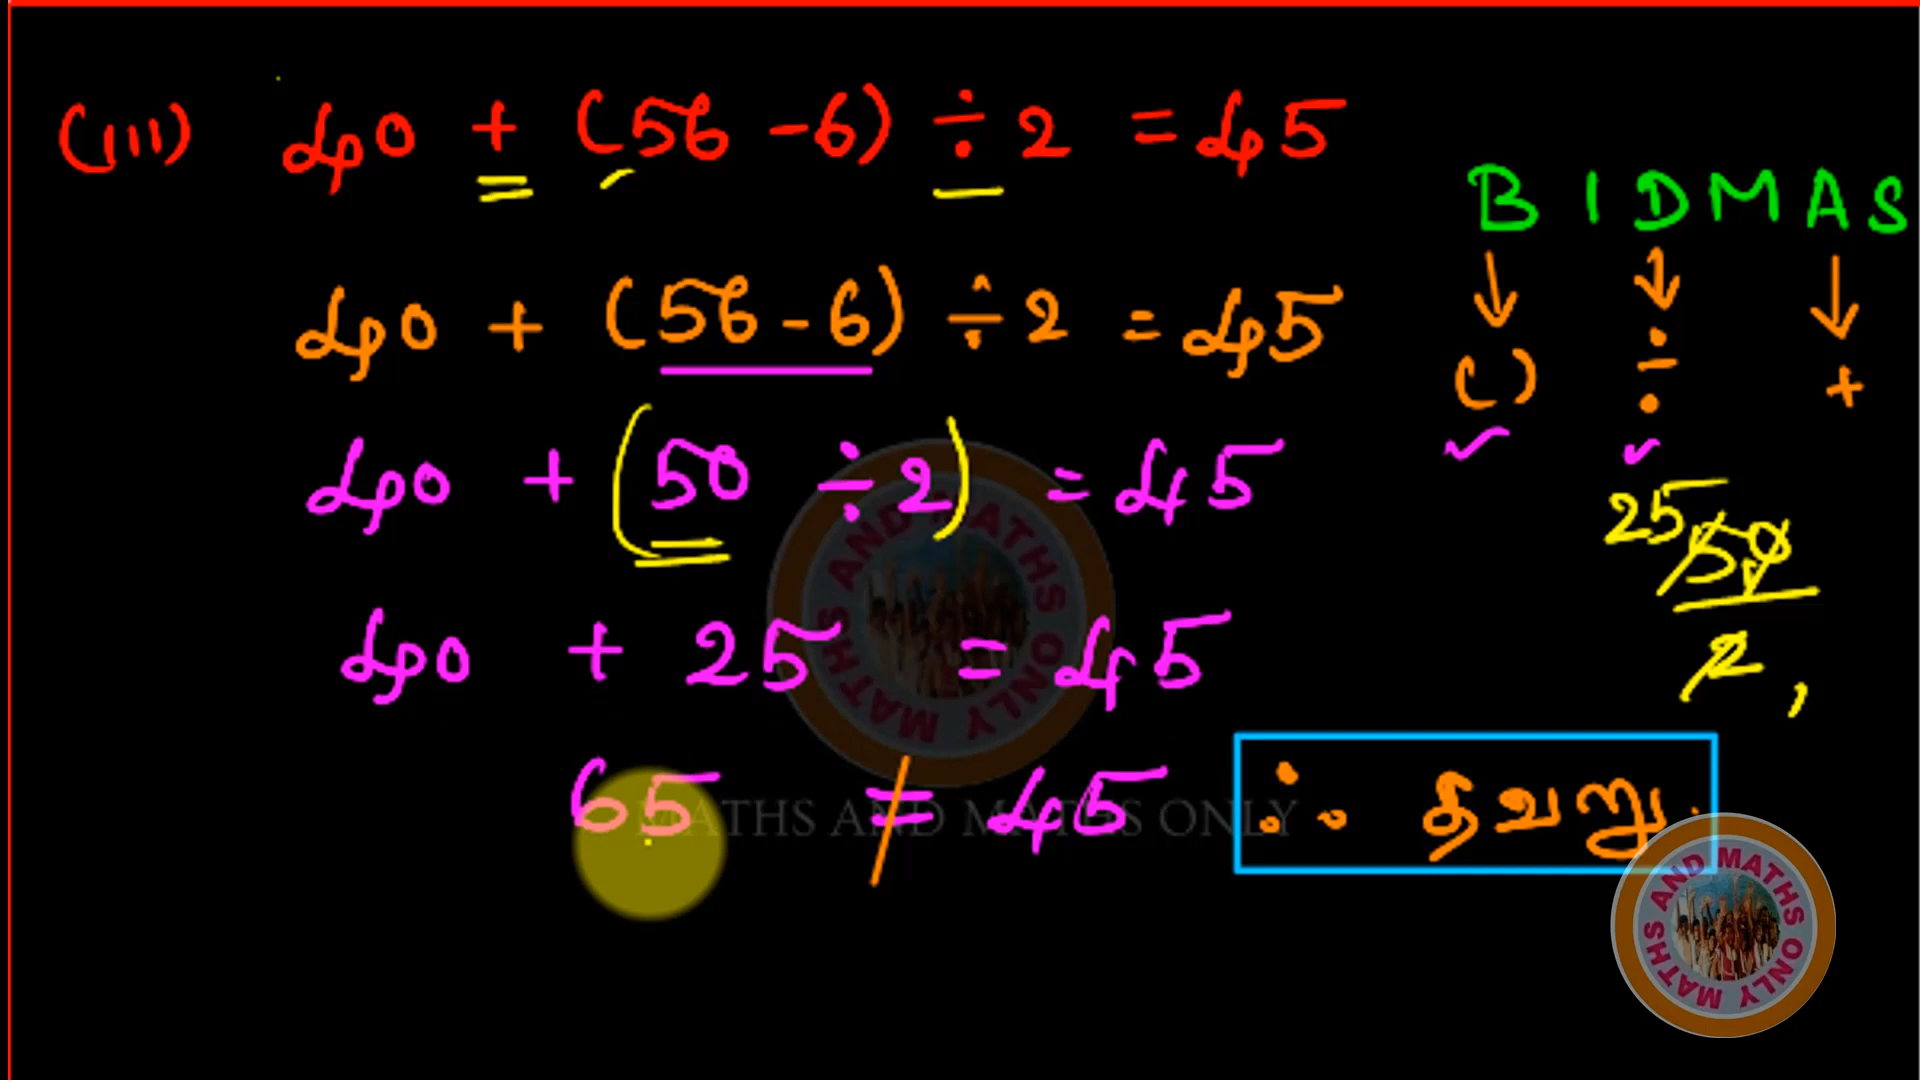 (iii) 40 + (56 - 6) ÷ 2 = 45
B I D M A S
40 + (56 - 6) ÷ 2 = 45
( ) ÷ +
40 + (50 ÷ 2) = 45
25 50
2 ,
40 + 25 = 45
65 ≠ 45 ∴ தவறு.
MATHS AND MATHS ONLY
MATHS AND MATHS ONLY
MATHS AND MATHS ONLY